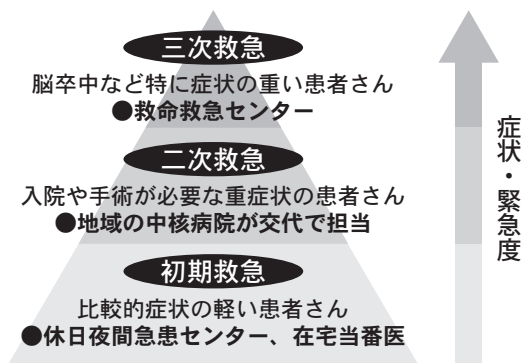 三次救急
脳卒中など特に症状の重い患者さん
●救命救急センター
二次救急
入院や手術が必要な重症状の患者さん
●地域の中核病院が交代で担当
初期救急
比較的症状の軽い患者さん
●休日夜間急患センター、在宅当番医
症状・緊急度